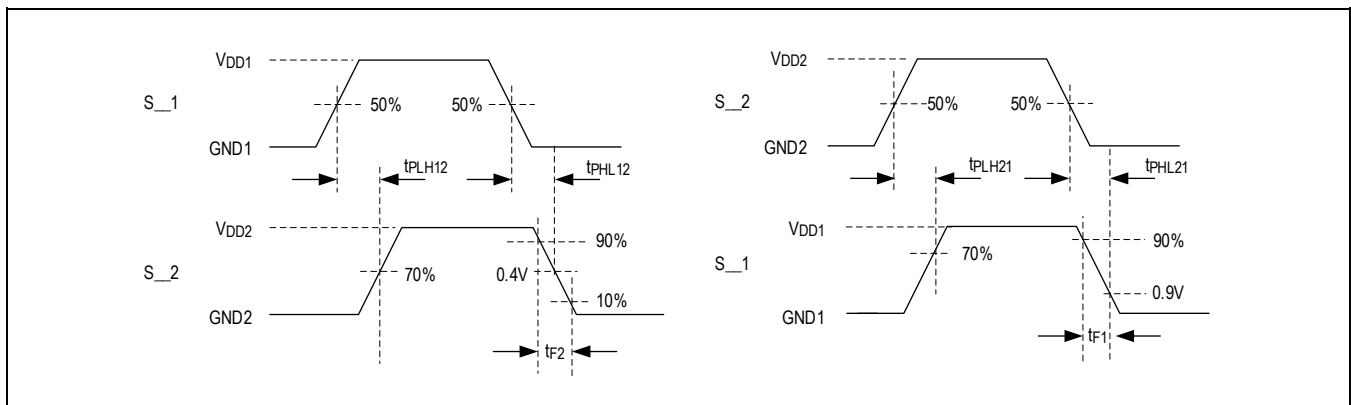 VDD1
S__1
50%
50%
GND1
tPLH12
tPHL12
VDD2
90%
S__2
70%
0.4V
10%
GND2
tF2
VDD2
S__2
50%
50%
GND2
tPLH21
tPHL21
VDD1
90%
S__1
70%
0.9V
GND1
tF1